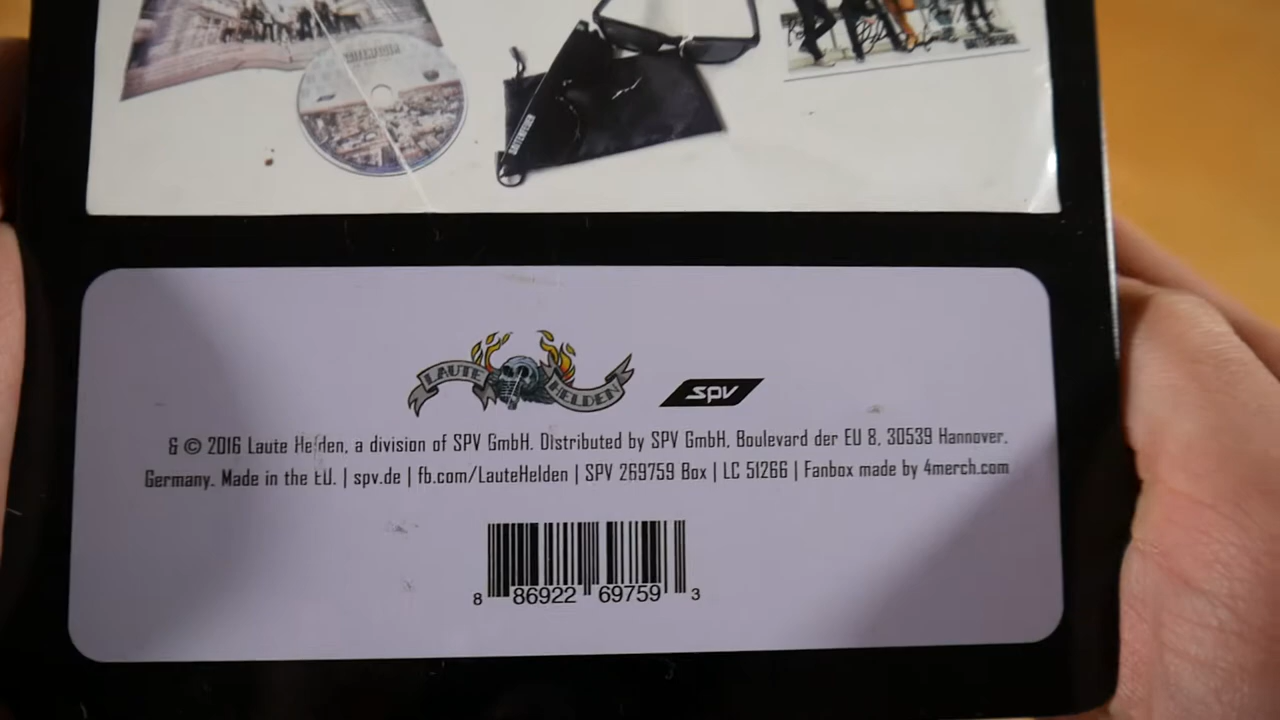 LAUTE HELDEN
spv
& © 2016 Laute Helden, a division of SPV GmbH. Distributed by SPV GmbH, Boulevard der EU 8, 30539 Hannover.
Germany. Made in the EU. | spv.de | fb.com/LauteHelden | SPV 269759 Box | LC 51266 | Fanbox made by 4merch.com
8 86922 69759 3